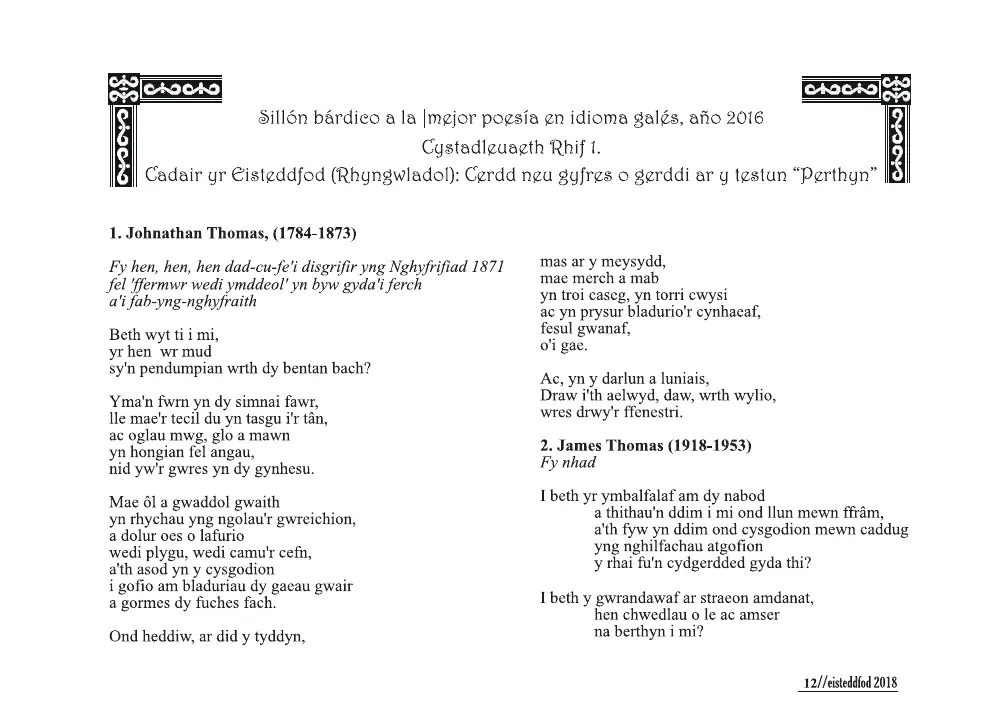 Sillón bárdico a la |mejor poesía en idioma galés, año 2016
Cystadleuaeth Rhif 1.
Cadair yr Eisteddfod (Rhyngwladol): Cerdd neu gyfres o gerddi ar y testun “Perthyn”
1. Johnathan Thomas, (1784-1873)
Fy hen, hen, hen dad-cu-fe'i disgrifir yng Nghyfrifiad 1871
fel 'ffermwr wedi ymddeol' yn byw gyda'i ferch
a'i fab-yng-nghyfraith
Beth wyt ti i mi,
yr hen wr mud
sy'n pendumpian wrth dy bentan bach?
Yma'n fwrn yn dy simnai fawr,
lle mae'r tecil du yn tasgu i'r tân,
ac oglau mwg, glo a mawn
yn hongian fel angau,
nid yw'r gwres yn dy gynhesu.
Mae ôl a gwaddol gwaith
yn rhychau yng ngolau'r gwreichion,
a dolur oes o lafurio
wedi plygu, wedi camu'r cefn,
a'th asod yn y cysgodion
i gofio am bladuriau dy gaeau gwair
a gormes dy fuches fach.
Ond heddiw, ar did y tyddyn,
mas ar y meysydd,
mae merch a mab
yn troi caseg, yn torri cwysi
ac yn prysur bladurio'r cynhaeaf,
fesul gwanaf,
o'i gae.
Ac, yn y darlun a luniais,
Draw i'th aelwyd, daw, wrth wylio,
wres drwy'r ffenestri.
2. James Thomas (1918-1953)
Fy nhad
I beth yr ymbalfalaf am dy nabod
a thithau'n ddim i mi ond llun mewn ffrâm,
a'th fyw yn ddim ond cysgodion mewn caddug
yng nghilfachau atgofion
y rhai fu'n cydgerdded gyda thi?
I beth y gwrandawaf ar straeon amdanat,
hen chwedlau o le ac amser
na berthyn i mi?
12//eisteddfod 2018